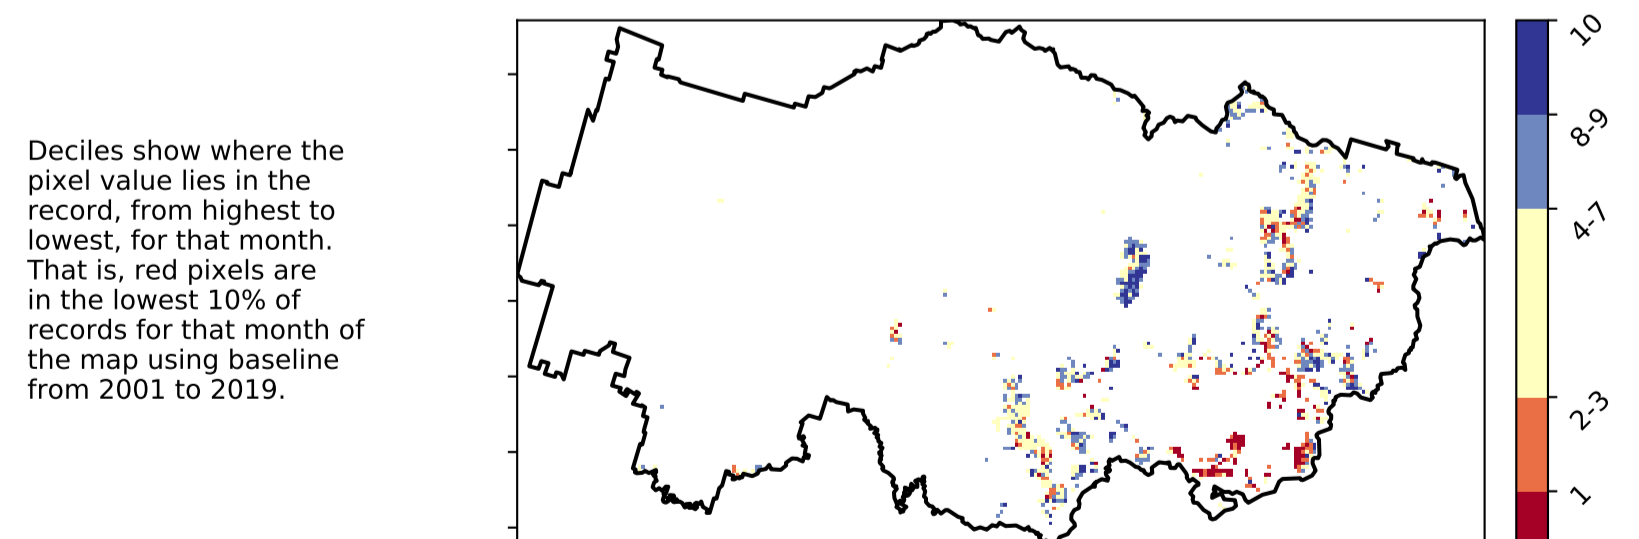 Deciles show where the
pixel value lies in the
record, from highest to
lowest, for that month.
That is, red pixels are
in the lowest 10% of
records for that month of
the map using baseline
from 2001 to 2019.
10
8-9
4-7
2-3
1